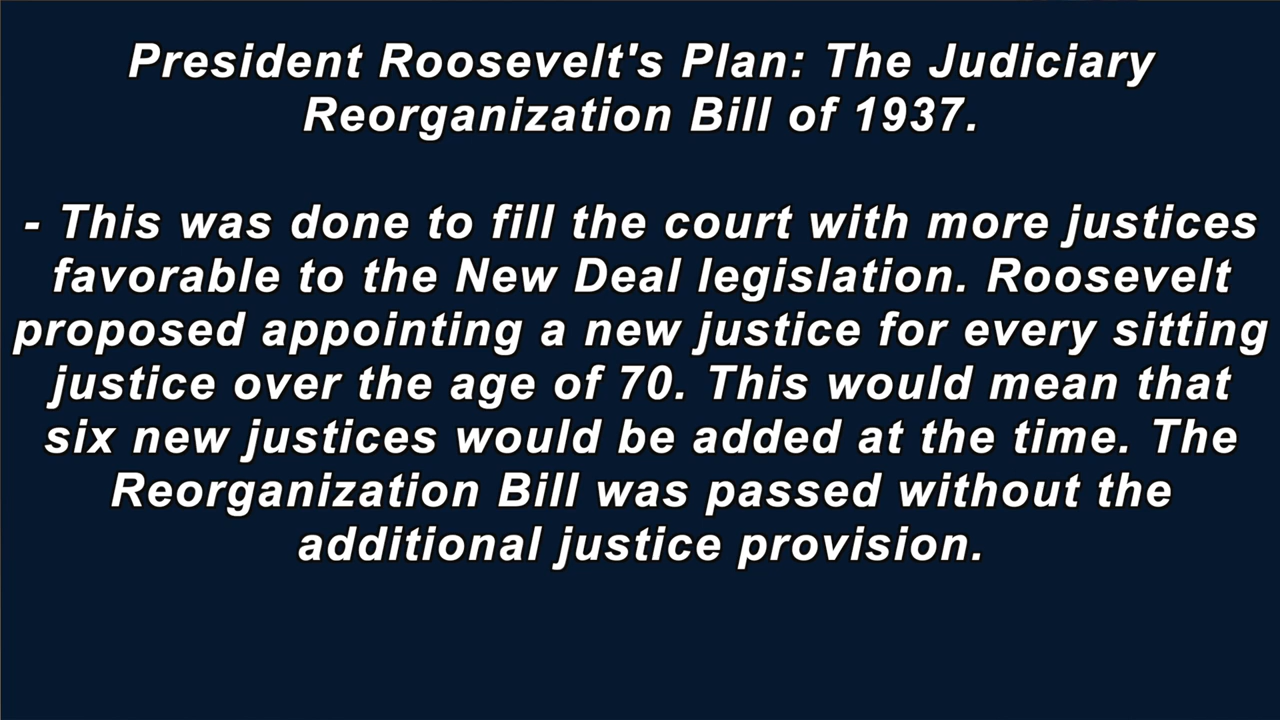 President Roosevelt's Plan: The Judiciary
Reorganization Bill of 1937.
- This was done to fill the court with more justices
favorable to the New Deal legislation. Roosevelt
proposed appointing a new justice for every sitting
justice over the age of 70. This would mean that
six new justices would be added at the time. The
Reorganization Bill was passed without the
additional justice provision.